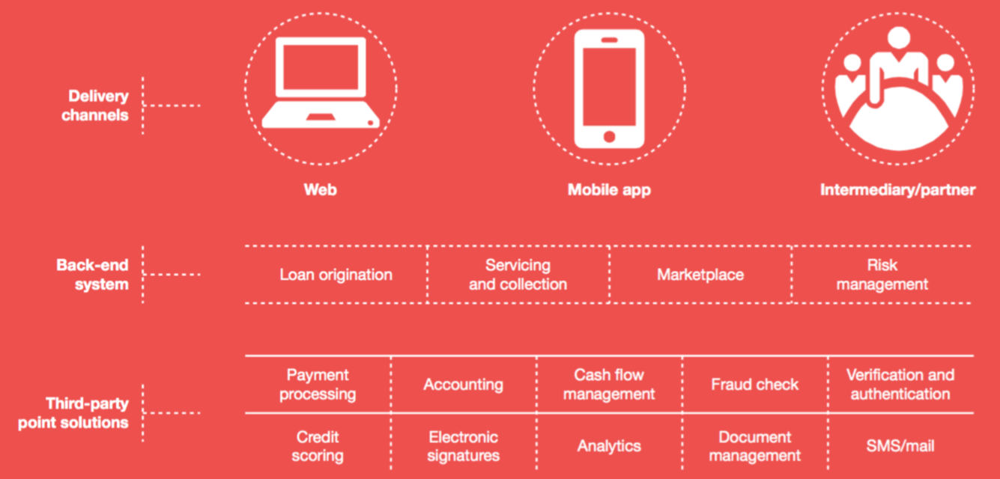 Delivery
channels
Web
Mobile app
Intermediary/partner
Back-end
system
Loan origination
Servicing
and collection
Marketplace
Risk
management
Third-party
point solutions
Payment
processing
Accounting
Cash flow
management
Fraud check
Verification and
authentication
Credit
scoring
Electronic
signatures
Analytics
Document
management
SMS/mail